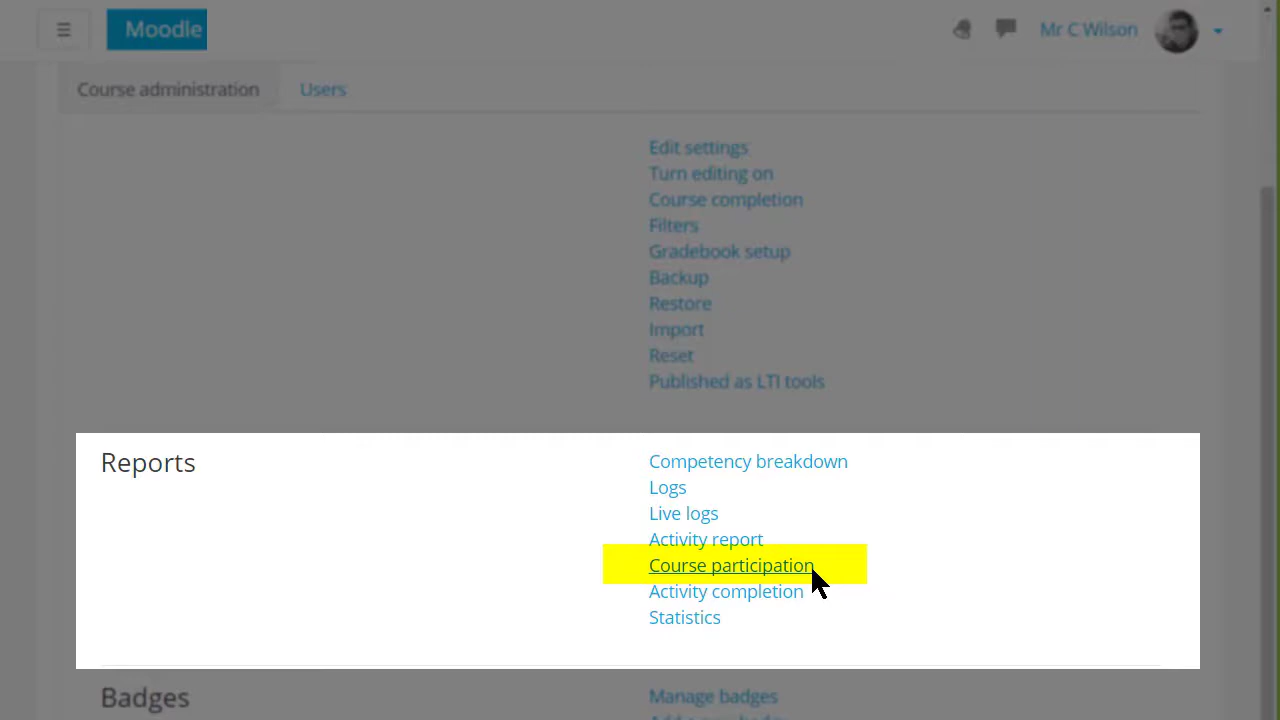 Moodle
Mr C Wilson
Course administration
Users
Edit settings
Turn editing on
Course completion
Filters
Gradebook setup
Backup
Restore
Import
Reset
Published as LTI tools
Reports
Competency breakdown
Logs
Live logs
Activity report
Course participation
Activity completion
Statistics
Badges
Manage badges